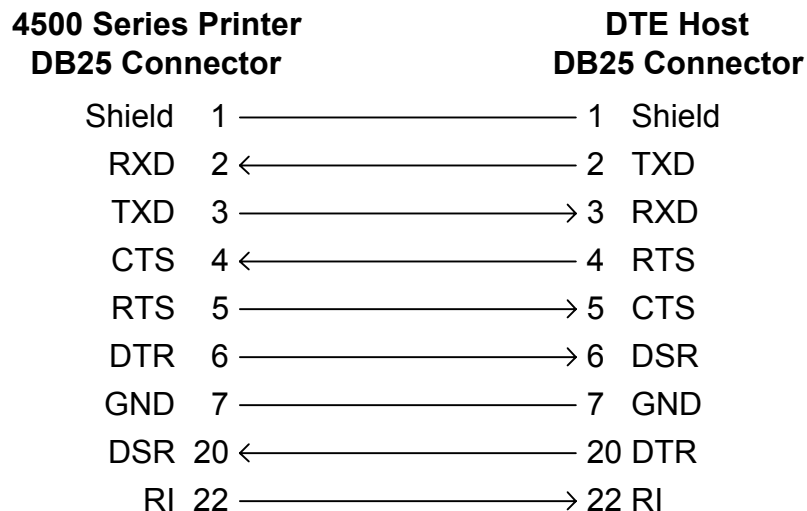 4500 Series Printer DTE Host
DB25 Connector DB25 Connector
Shield 1 1 Shield
RXD 2 2 TXD
TXD 3 3 RXD
CTS 4 4 RTS
RTS 5 5 CTS
DTR 6 6 DSR
GND 7 7 GND
DSR 20 20 DTR
RI 22 22 RI